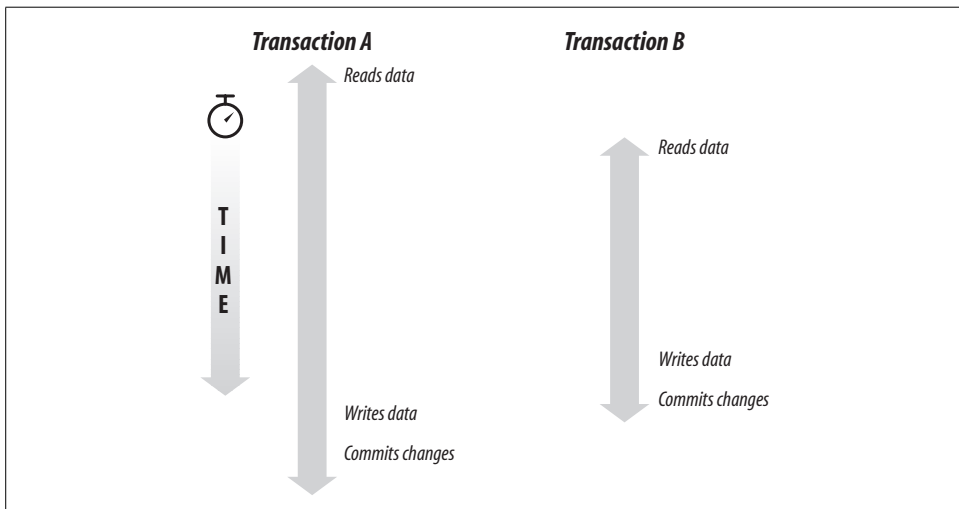 Transaction A
Transaction B
Reads data
Reads data
T
I
M
E
Writes data
Commits changes
Writes data
Commits changes